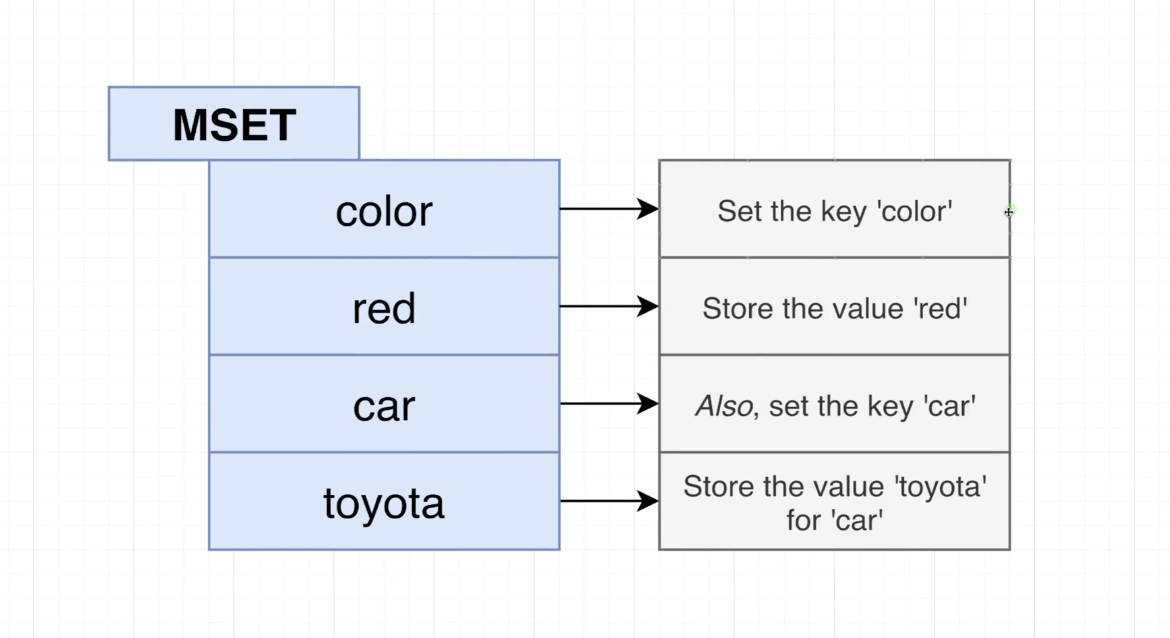 MSET
color
Set the key 'color'
red
Store the value 'red'
car
Also, set the key 'car'
toyota
Store the value 'toyota'
for 'car'